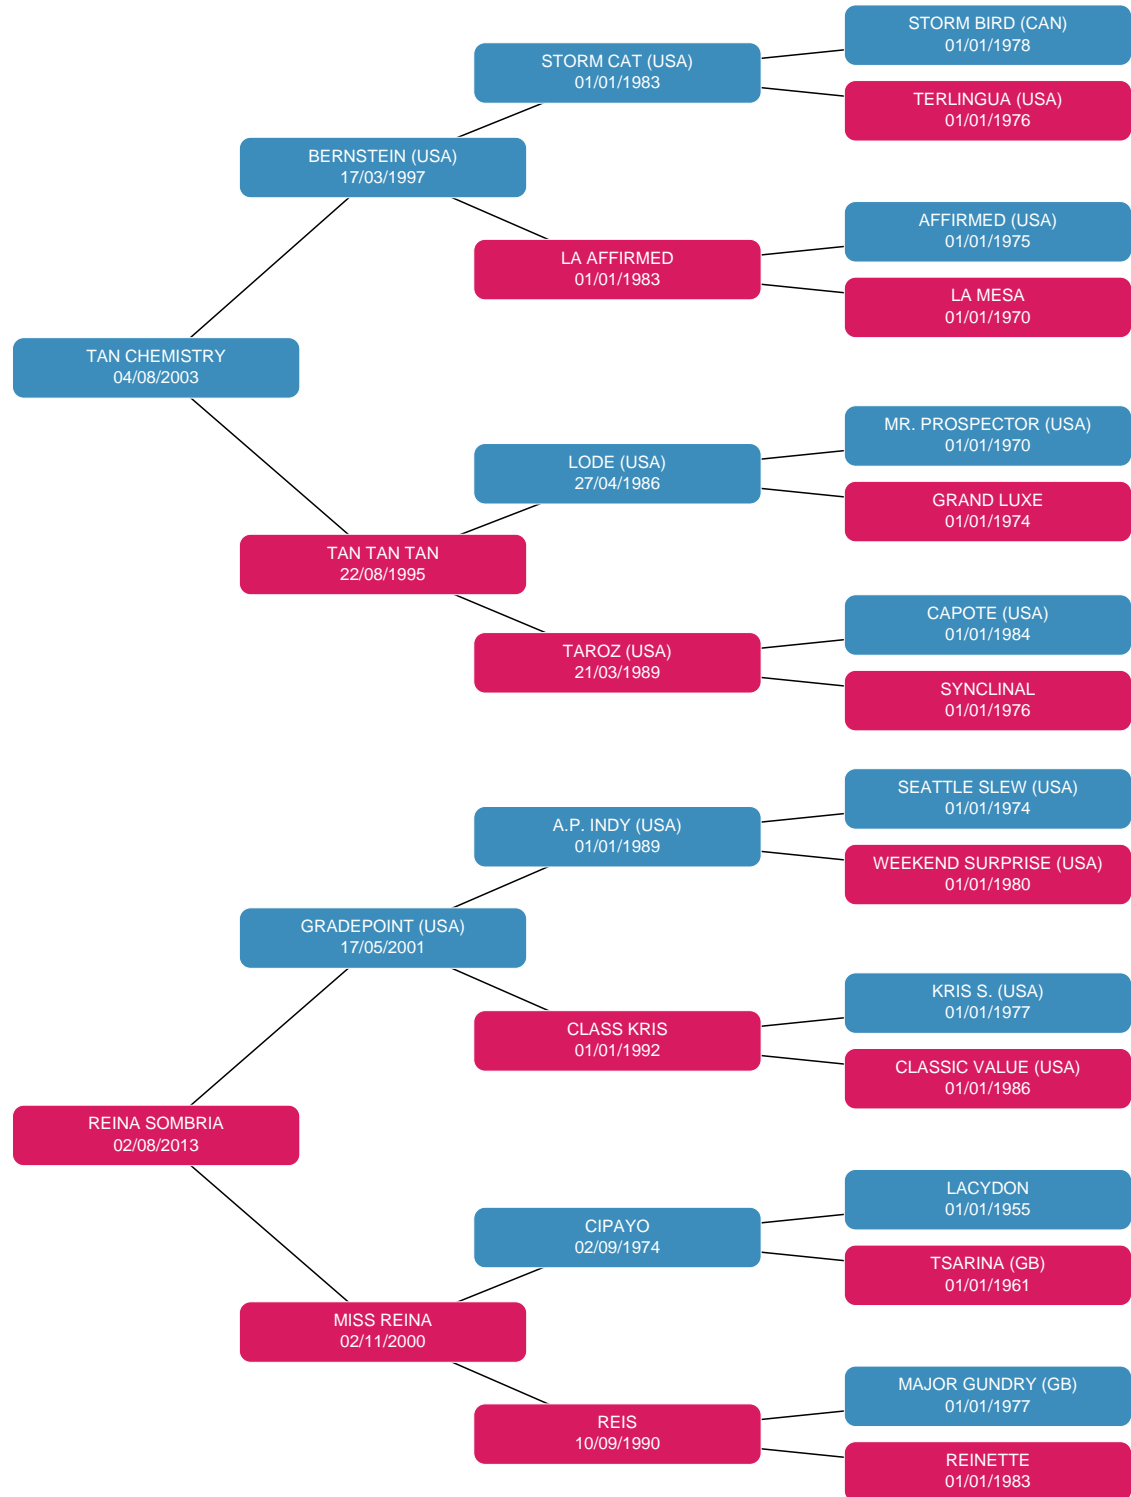 STORM BIRD (CAN)
01/01/1978
STORM CAT (USA)
01/01/1983
TERLINGUA (USA)
01/01/1976
BERNSTEIN (USA)
17/03/1997
AFFIRMED (USA)
01/01/1975
LA AFFIRMED
01/01/1983
LA MESA
01/01/1970
TAN CHEMISTRY
04/08/2003
MR. PROSPECTOR (USA)
01/01/1970
LODE (USA)
27/04/1986
GRAND LUXE
01/01/1974
TAN TAN TAN
22/08/1995
CAPOTE (USA)
01/01/1984
TAROZ (USA)
21/03/1989
SYNCLINAL
01/01/1976
SEATTLE SLEW (USA)
01/01/1974
A.P. INDY (USA)
01/01/1989
WEEKEND SURPRISE (USA)
01/01/1980
GRADEPOINT (USA)
17/05/2001
KRIS S. (USA)
01/01/1977
CLASS KRIS
01/01/1992
CLASSIC VALUE (USA)
01/01/1986
REINA SOMBRIA
02/08/2013
LACYDON
01/01/1955
CIPAYO
02/09/1974
TSARINA (GB)
01/01/1961
MISS REINA
02/11/2000
MAJOR GUNDRY (GB)
01/01/1977
REIS
10/09/1990
REINETTE
01/01/1983